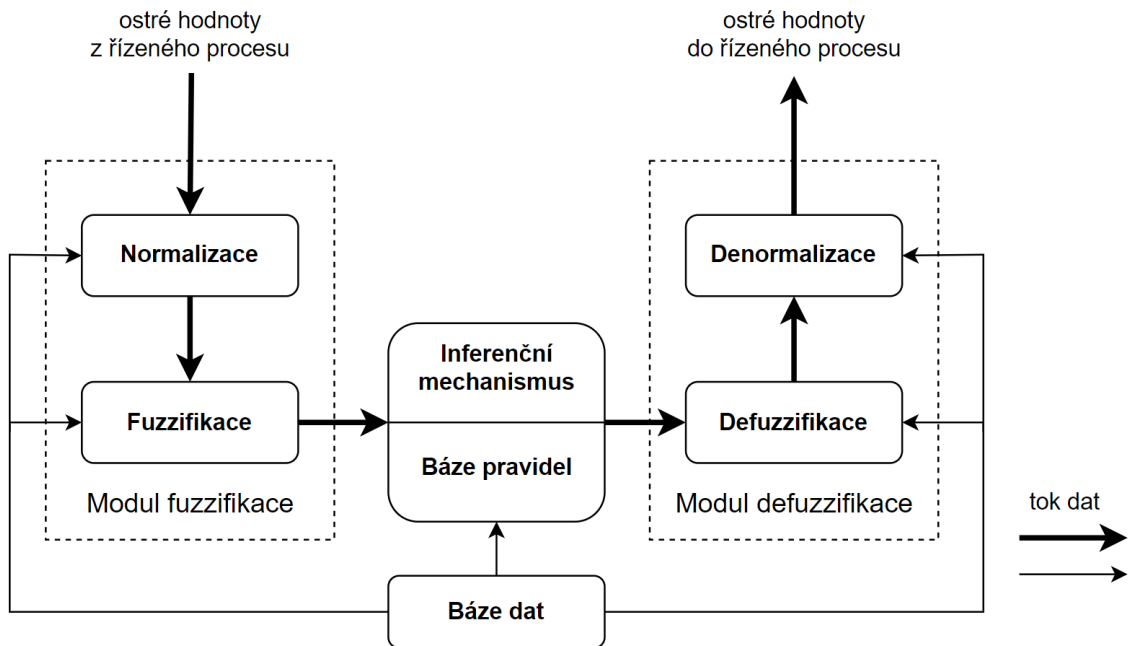 ostré hodnoty
z řízeného procesu
ostré hodnoty
do řízeného procesu
Normalizace
Denormalizace
Inferenční
mechanismus
Fuzzifikace
Defuzzifikace
Báze pravidel
Modul fuzzifikace
Modul defuzzifikace
tok dat
Báze dat